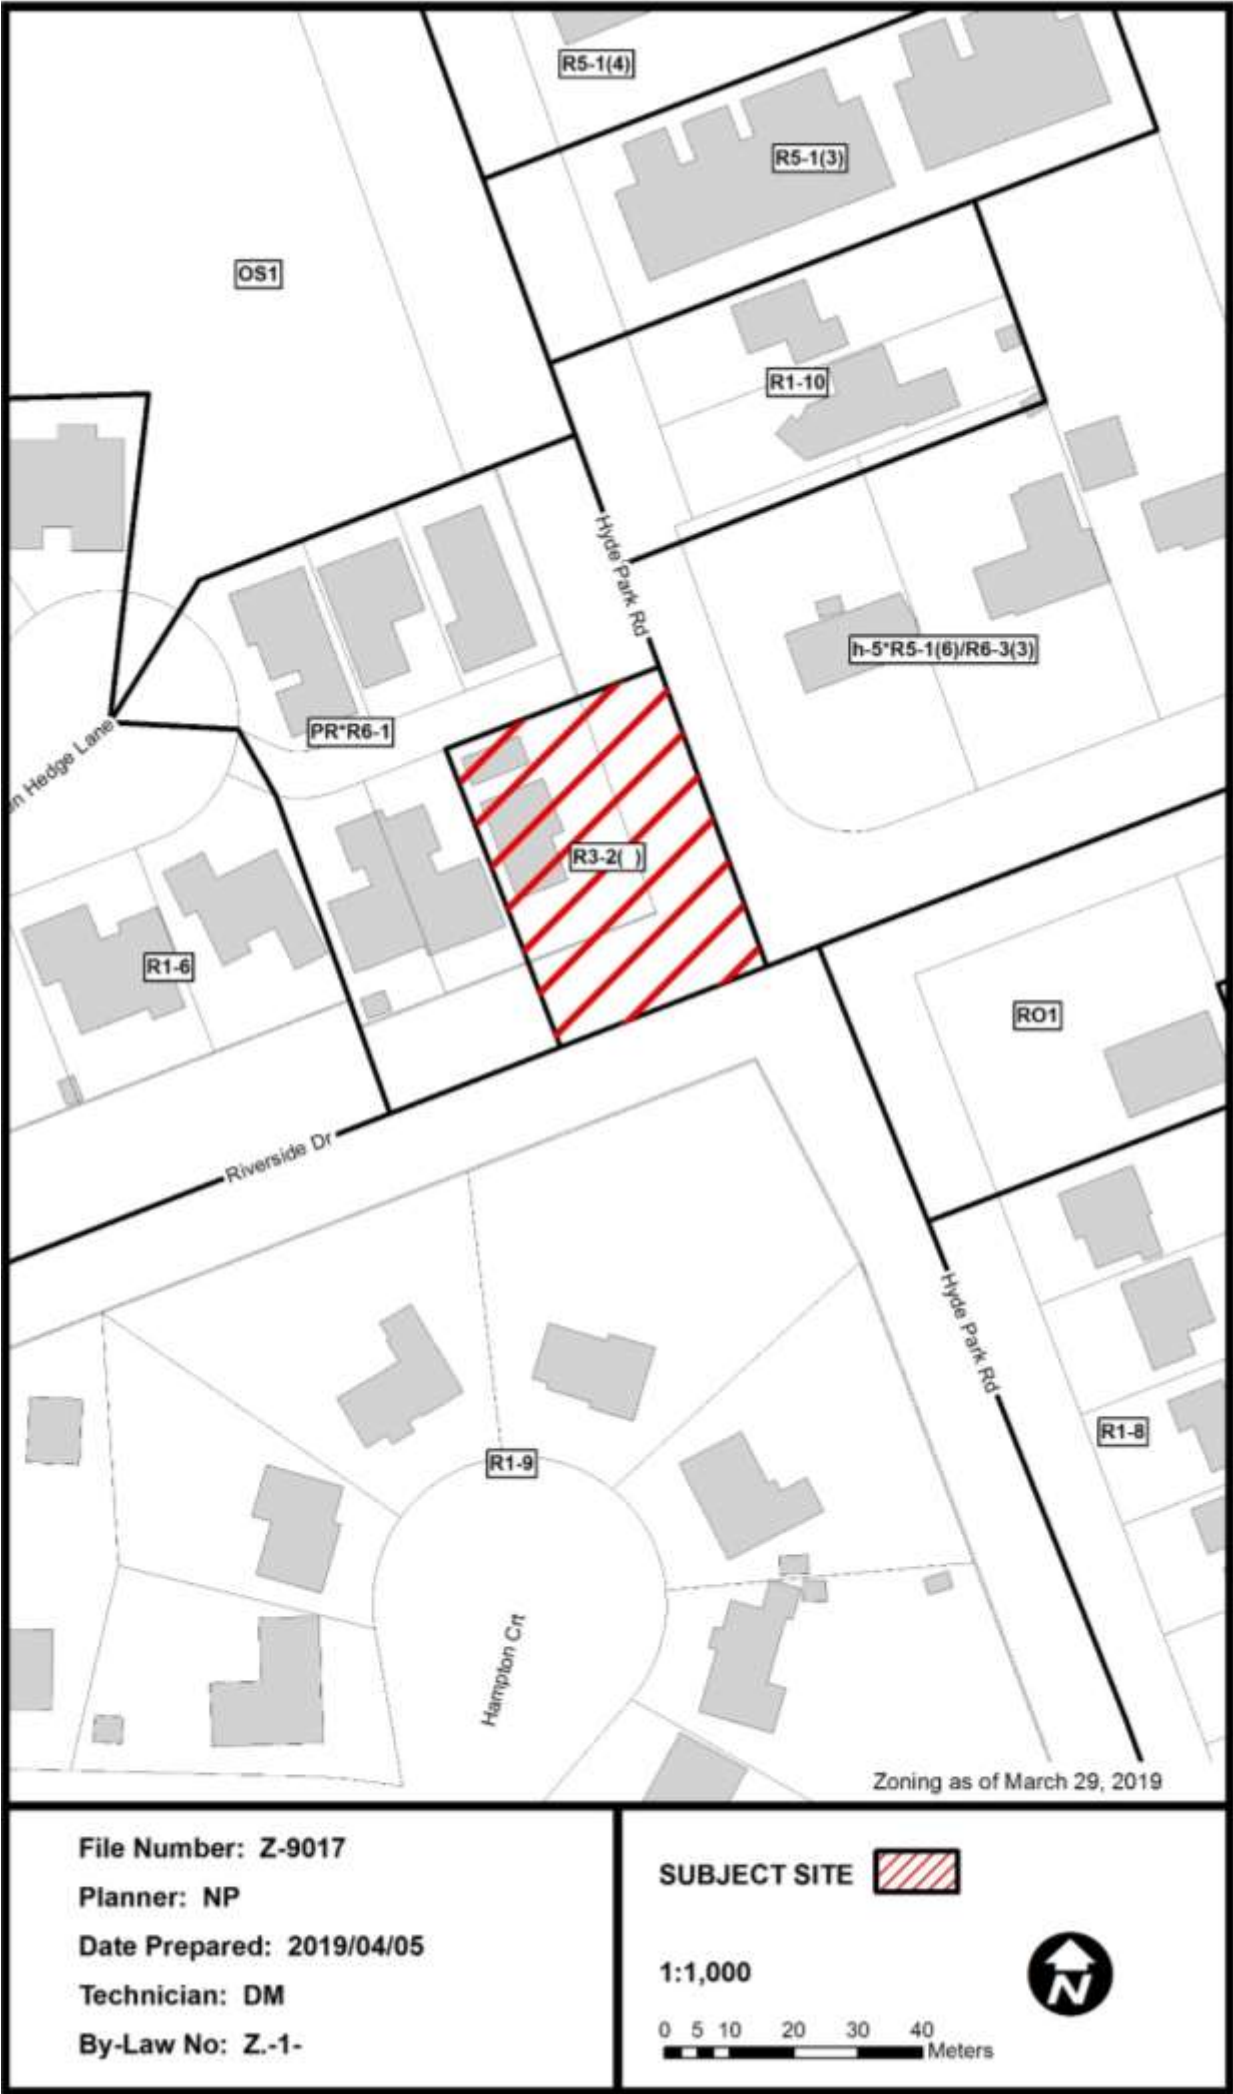 R5-1(4)
R5-1(3)
OS1
R1-10
Hyde Park Rd
h-5*R5-1(6)/R6-3(3)
PR*R6-1
Hedge Lane
R3-2( )
R1-6
RO1
Riverside Dr
Hyde Park Rd
R1-8
R1-9
Hampton Crt
Zoning as of March 29, 2019
File Number: Z-9017
Planner: NP
Date Prepared: 2019/04/05
Technician: DM
By-Law No: Z.-1-
SUBJECT SITE
1:1,000
N
0 5 10 20 30 40
Meters